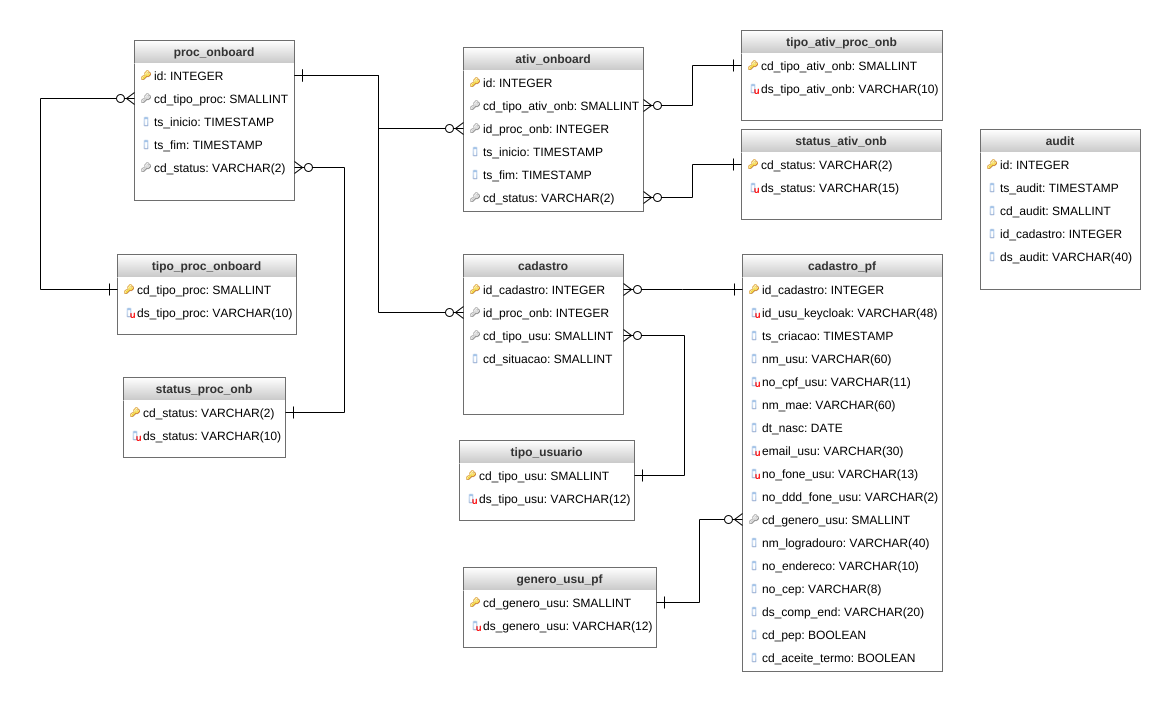 proc_onboard
id: INTEGER
cd_tipo_proc: SMALLINT
ts_inicio: TIMESTAMP
ts_fim: TIMESTAMP
cd_status: VARCHAR(2)
ativ_onboard
id: INTEGER
cd_tipo_ativ_onb: SMALLINT
id_proc_onb: INTEGER
ts_inicio: TIMESTAMP
ts_fim: TIMESTAMP
cd_status: VARCHAR(2)
tipo_ativ_proc_onb
cd_tipo_ativ_onb: SMALLINT
ds_tipo_ativ_onb: VARCHAR(10)
status_ativ_onb
cd_status: VARCHAR(2)
ds_status: VARCHAR(15)
audit
id: INTEGER
ts_audit: TIMESTAMP
cd_audit: SMALLINT
id_cadastro: INTEGER
ds_audit: VARCHAR(40)
tipo_proc_onboard
cd_tipo_proc: SMALLINT
ds_tipo_proc: VARCHAR(10)
status_proc_onb
cd_status: VARCHAR(2)
ds_status: VARCHAR(10)
cadastro
id_cadastro: INTEGER
id_proc_onb: INTEGER
cd_tipo_usu: SMALLINT
cd_situacao: SMALLINT
tipo_usuario
cd_tipo_usu: SMALLINT
ds_tipo_usu: VARCHAR(12)
genero_usu_pf
cd_genero_usu: SMALLINT
ds_genero_usu: VARCHAR(12)
cadastro_pf
id_cadastro: INTEGER
id_usu_keycloak: VARCHAR(48)
ts_criacao: TIMESTAMP
nm_usu: VARCHAR(60)
no_cpf_usu: VARCHAR(11)
nm_mae: VARCHAR(60)
dt_nasc: DATE
email_usu: VARCHAR(30)
no_fone_usu: VARCHAR(13)
no_ddd_fone_usu: VARCHAR(2)
cd_genero_usu: SMALLINT
nm_logradouro: VARCHAR(40)
no_endereco: VARCHAR(10)
no_cep: VARCHAR(8)
ds_comp_end: VARCHAR(20)
cd_pep: BOOLEAN
cd_aceite_termo: BOOLEAN